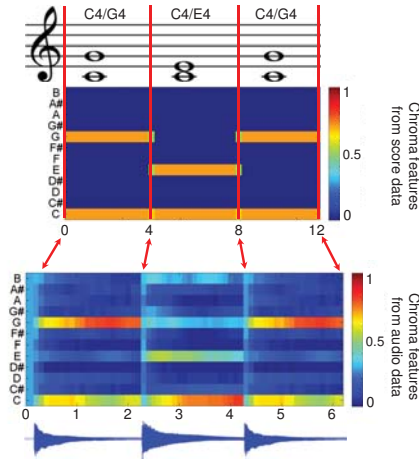 C4/G4 C4/E4 C4/G4
B
A#
A
G#
G
F#
F
E
D#
D
C#
C
0 4 8 12
1
0.5
0
Chroma features
from score data
B
A#
A
G#
G
F#
F
E
D#
D
C#
C
0 1 2 3 4 5 6
1
0.5
0
Chroma features
from audio data